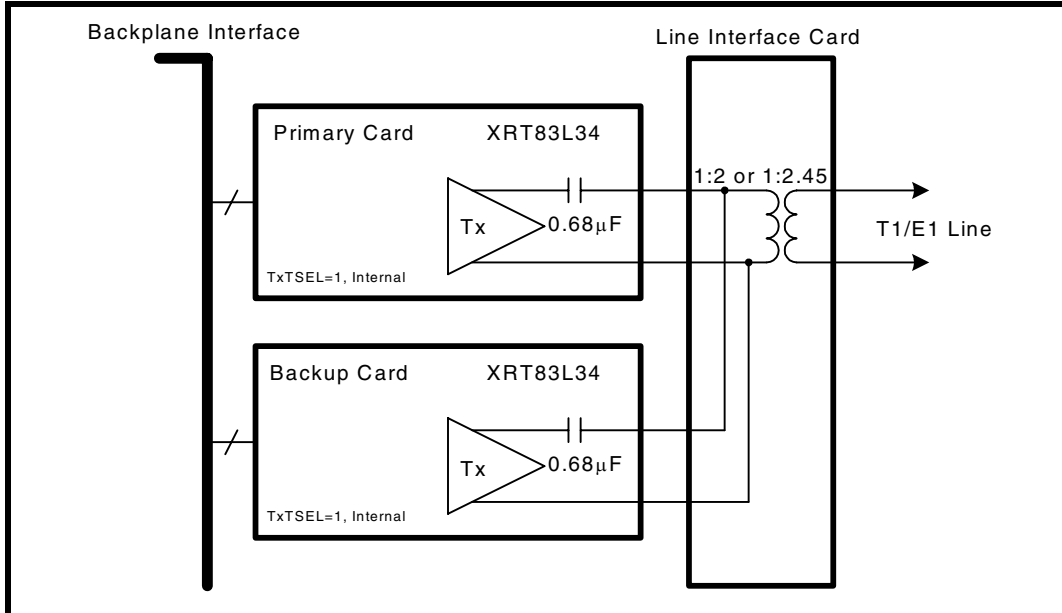 Backplane Interface
Line Interface Card
Primary Card XRT83L34
1:2 or 1:2.45
Tx
0.68μF
T1/E1 Line
TxTSEL=1, Internal
Backup Card XRT83L34
Tx
0.68μF
TxTSEL=1, Internal